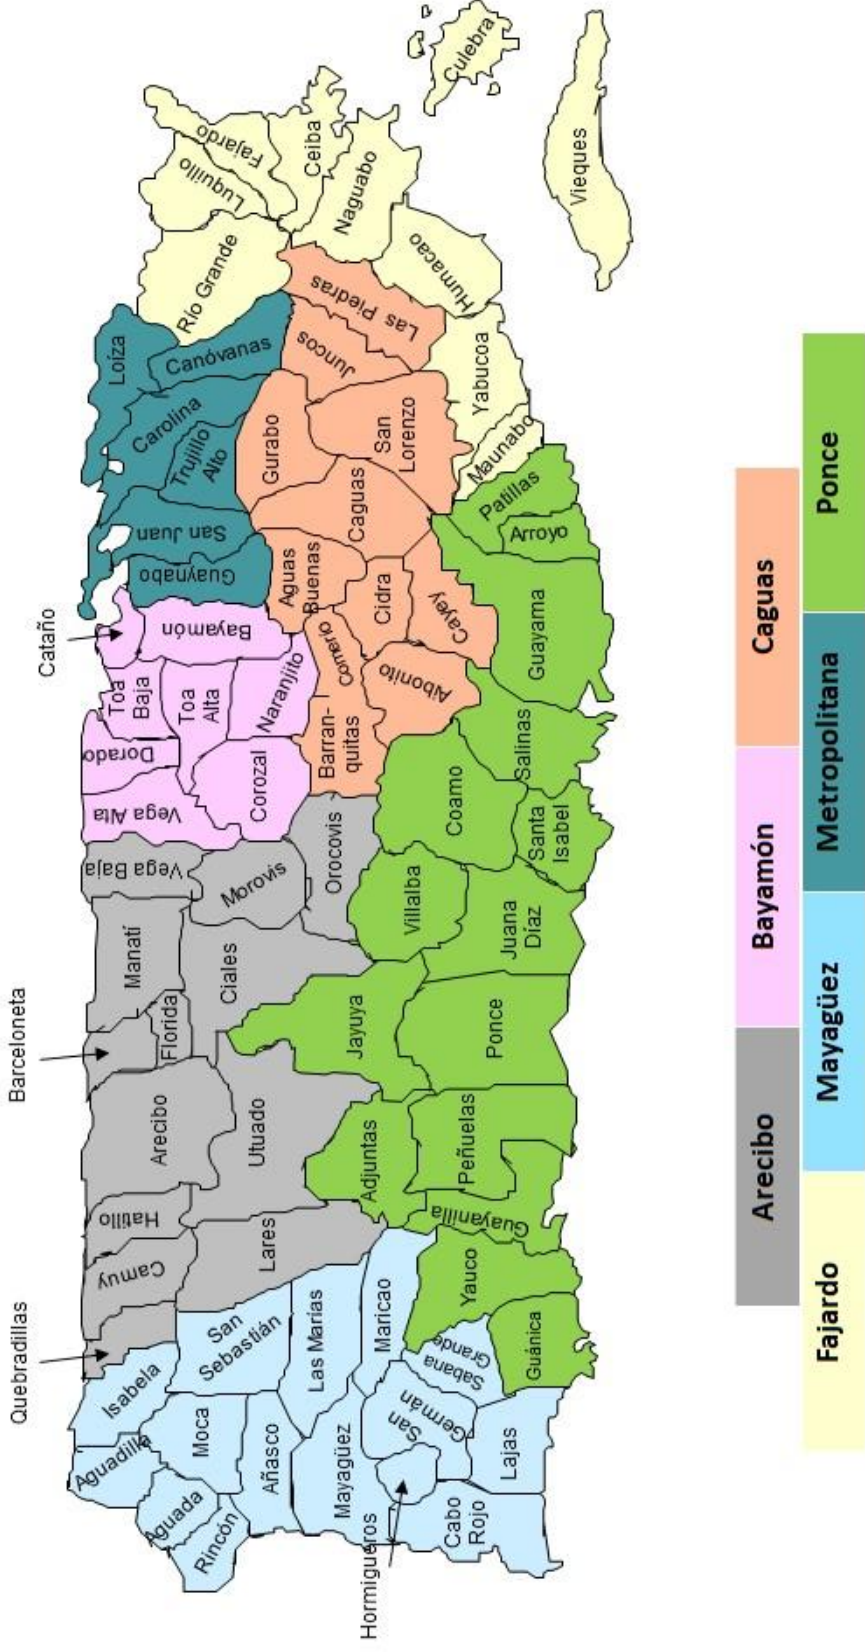 Quebradillas
Barceloneta
Cataño
Hormigueros
Isabela
Aguadilla
Aguada
Rincón
Moca
Añasco
San
Sebastián
Las Marías
Mayagüez
Maricao
San
Germán
Sabana
Grande
Cabo
Rojo
Lajas
Camuy
Hatillo
Arecibo
Lares
Utuado
Florida
Manatí
Ciales
Vega Baja
Morovis
Orocovis
Adjuntas
Jayuya
Yauco
Guánica
Guayanilla
Peñuelas
Ponce
Villalba
Juana
Díaz
Coamo
Santa
Isabel
Salinas
Guayama
Arroyo
Patillas
Vega Alta
Dorado
Toa
Baja
Toa
Alta
Corozal
Naranjito
Bayamón
Barran-
quitas
Comerío
Aibonito
Cidra
Cayey
Aguas
Buenas
Caguas
Gurabo
San
Lorenzo
Juncos
Las Piedras
Guaynabo
San Juan
Trujillo
Alto
Carolina
Canóvanas
Loíza
Río Grande
Luquillo
Fajardo
Ceiba
Naguabo
Humacao
Yabucoa
Maunabo
Culebra
Vieques
Arecibo
Bayamón
Caguas
Fajardo
Mayagüez
Metropolitana
Ponce